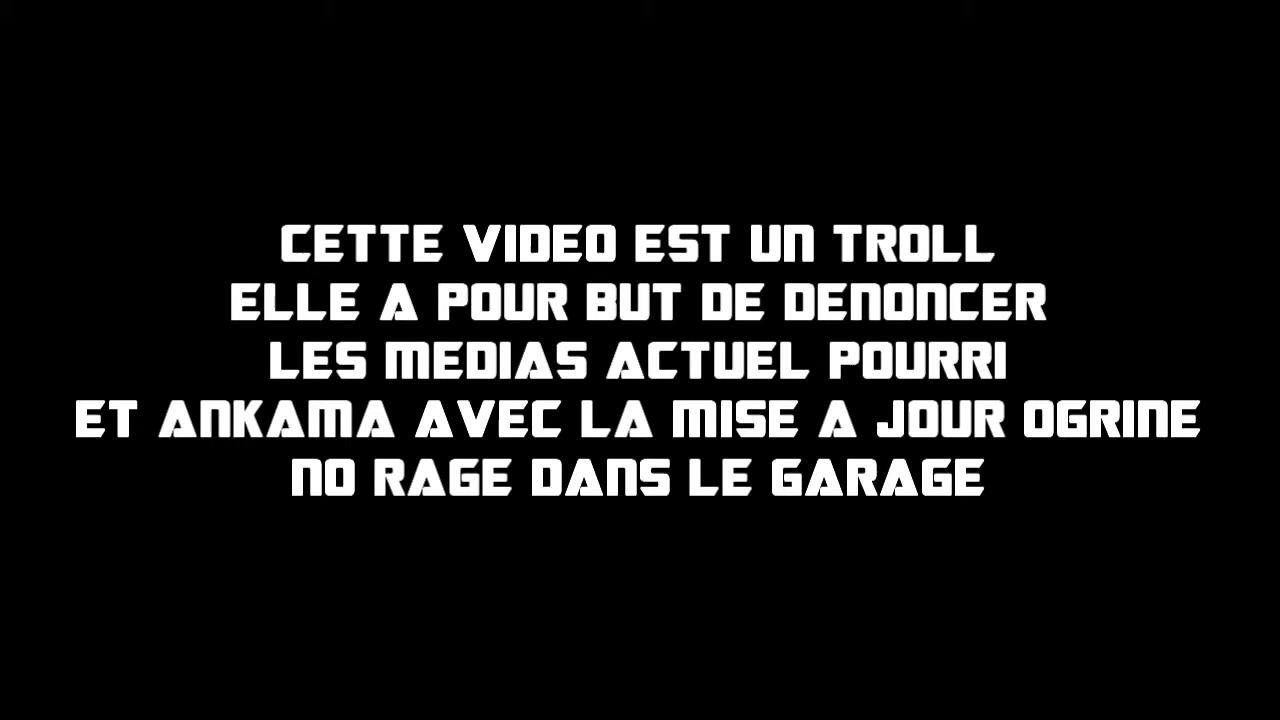 CETTE VIDEO EST UN TROLL
ELLE A POUR BUT DE DENONCER
LES MEDIAS ACTUEL POURRI
ET ANKAMA AVEC LA MISE A JOUR OGRINE
NO RAGE DANS LE GARAGE